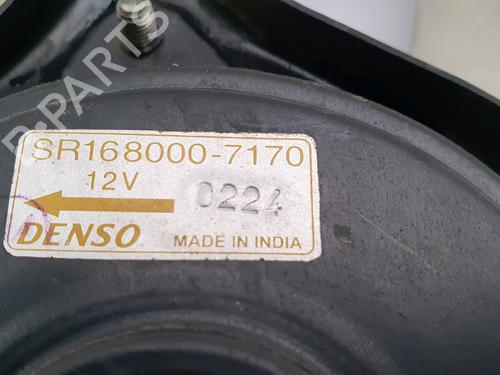 B-PARTS
SR168000-7170
12V 0224
DENSO MADE IN INDIA